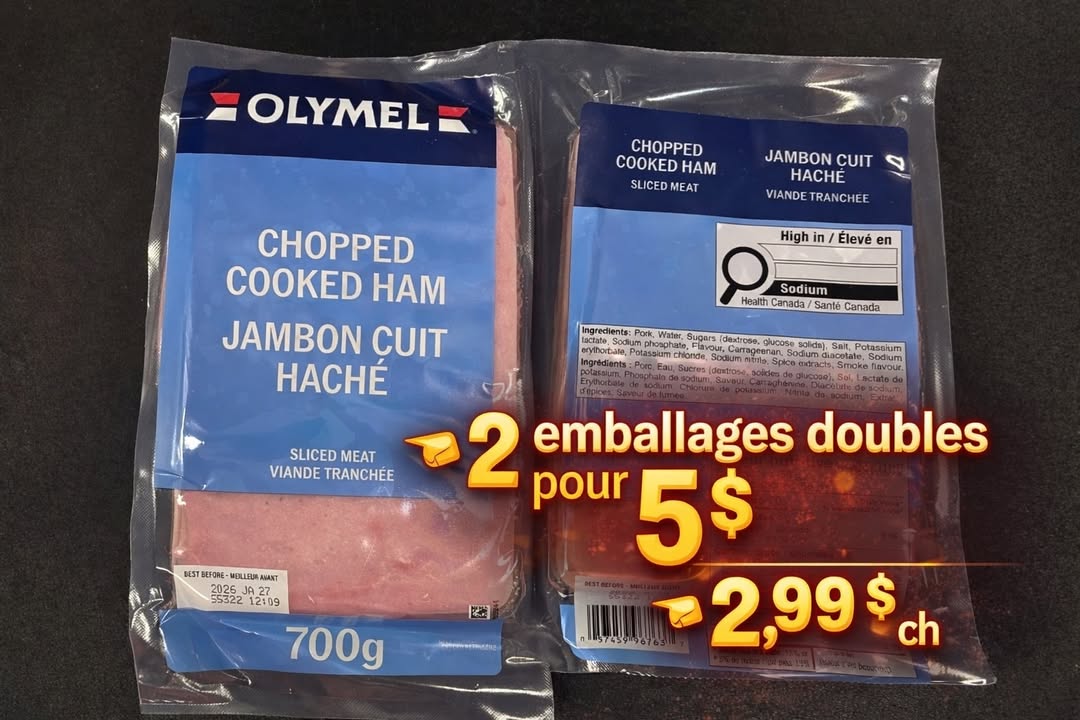 OLYMEL
CHOPPED
COOKED HAM
JAMBON CUIT
HACHÉ
SLICED MEAT
VIANDE TRANCHÉE
BEST BEFORE - MEILLEUR AVANT
2026 JA 27
55322 12:09
700g
CHOPPED
COOKED HAM
SLICED MEAT
JAMBON CUIT
HACHÉ
VIANDE TRANCHÉE
High in / Élevé en
Sodium
Health Canada / Santé Canada
Ingredients: Pork, Water, Sugars (dextrose, glucose solids), Salt, Potassium
lactate, Sodium phosphate, Flavour, Carrageenan, Sodium diacetate, Sodium
erythorbate, Potassium chloride, Sodium nitrite, Spice extracts, Smoke flavour.
Ingrédients : Porc, Eau, Sucres (dextrose, solides de glucose), Sel, Lactate de
potassium, Phosphate de sodium, Saveur, Carraghénine, Diacétate de sodium,
Érythorbate de sodium, Chlorure de potassium, Nitrite de sodium,
d'épices, Saveur de fumée.
2 emballages doubles
pour 5$
BEST BEFORE - MEILLEUR AVANT
2,99$ ch